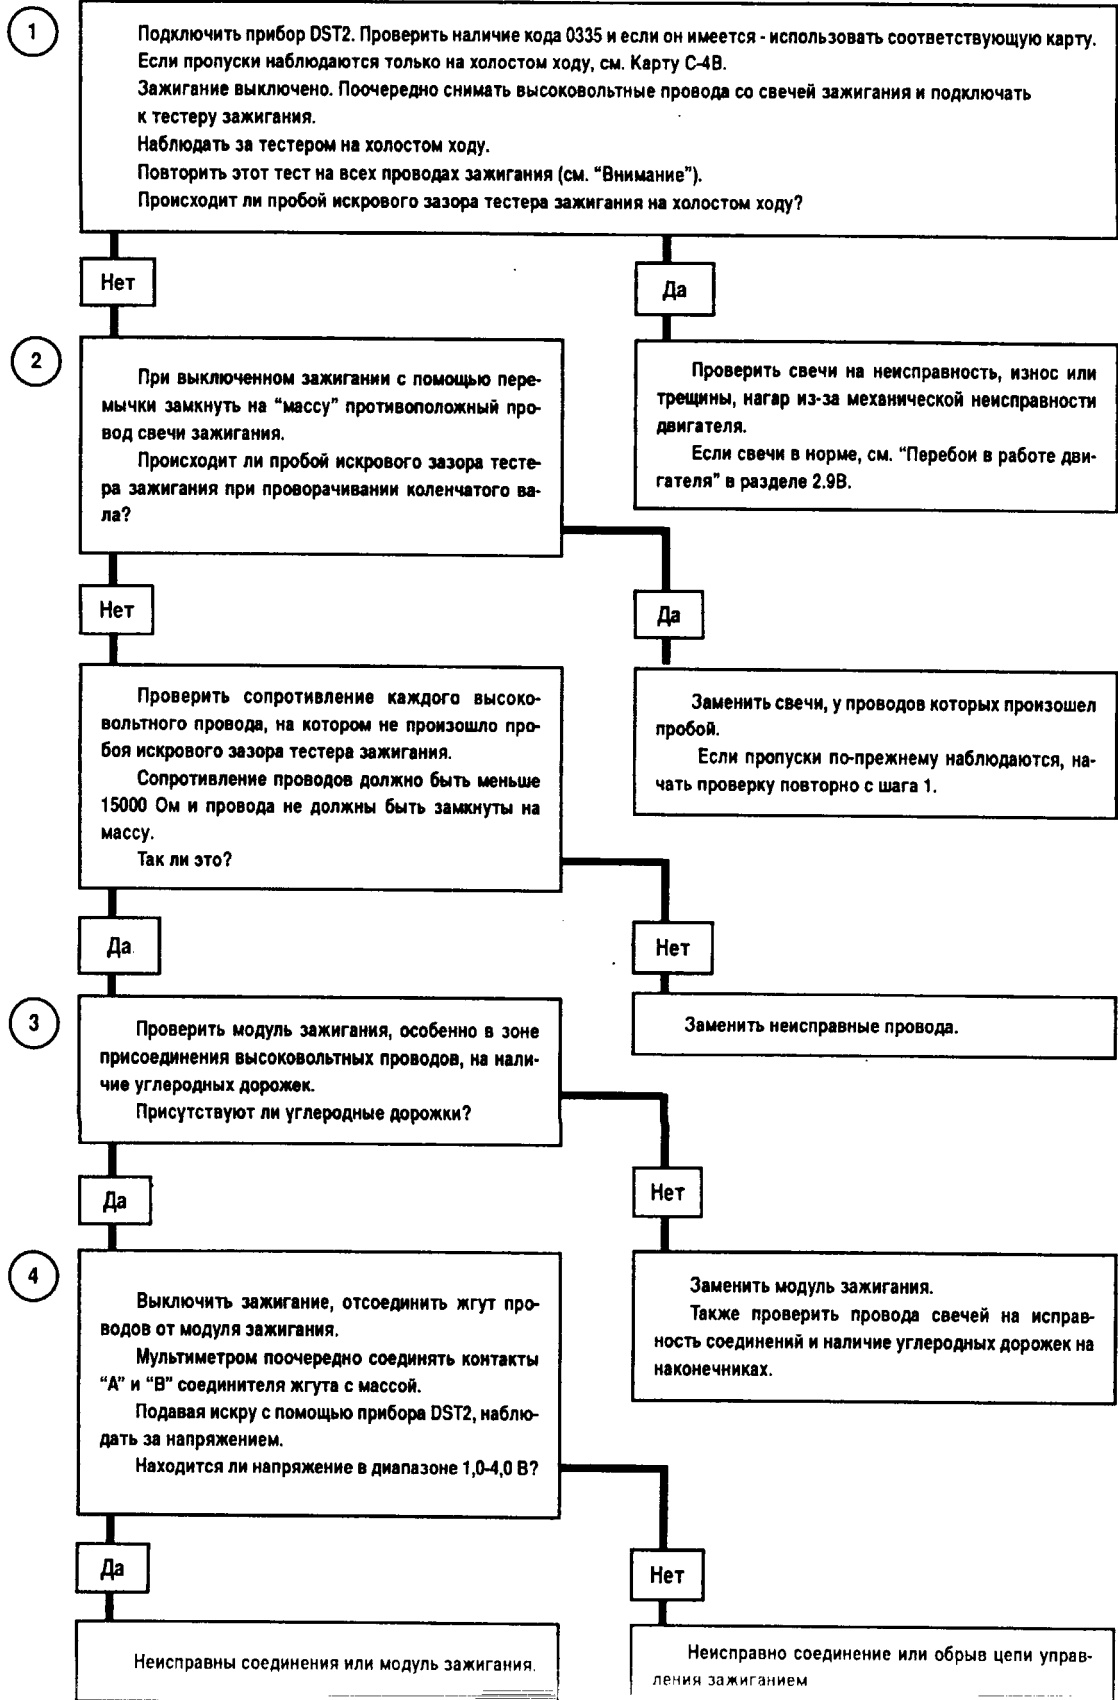 1
Подключить прибор DST2. Проверить наличие кода 0335 и если он имеется - использовать соответствующую карту.
Если пропуски наблюдаются только на холостом ходу, см. Карту С-4В.
Зажигание выключено. Поочередно снимать высоковольтные провода со свечей зажигания и подключать
к тестеру зажигания.
Наблюдать за тестером на холостом ходу.
Повторить этот тест на всех проводах зажигания (см. “Внимание”).
Происходит ли пробой искрового зазора тестера зажигания на холостом ходу?
Нет
Да
2
При выключенном зажигании с помощью пере-
мычки замкнуть на “массу” противоположный про-
вод свечи зажигания.
Происходит ли пробой искрового зазора тесте-
ра зажигания при проворачивании коленчатого ва-
ла?
Проверить свечи на неисправность, износ или
трещины, нагар из-за механической неисправности
двигателя.
Если свечи в норме, см. “Перебои в работе дви-
гателя” в разделе 2.9В.
Нет
Да
Проверить сопротивление каждого высоко-
вольтного провода, на котором не произошло про-
боя искрового зазора тестера зажигания.
Сопротивление проводов должно быть меньше
15000 Ом и провода не должны быть замкнуты на
массу.
Так ли это?
Заменить свечи, у проводов которых произошел
пробой.
Если пропуски по-прежнему наблюдаются, на-
чать проверку повторно с шага 1.
Да
Нет
3
Проверить модуль зажигания, особенно в зоне
присоединения высоковольтных проводов, на нали-
чие углеродных дорожек.
Присутствуют ли углеродные дорожки?
Заменить неисправные провода.
Да
Нет
4
Выключить зажигание, отсоединить жгут про-
водов от модуля зажигания.
Мультиметром поочередно соединять контакты
“А” и “В” соединителя жгута с массой.
Подавая искру с помощью прибора DST2, наблю-
дать за напряжением.
Находится ли напряжение в диапазоне 1,0-4,0 В?
Заменить модуль зажигания.
Также проверить провода свечей на исправ-
ность соединений и наличие углеродных дорожек на
наконечниках.
Да
Нет
Неисправны соединения или модуль зажигания.
Неисправно соединение или обрыв цепи управ-
ления зажиганием